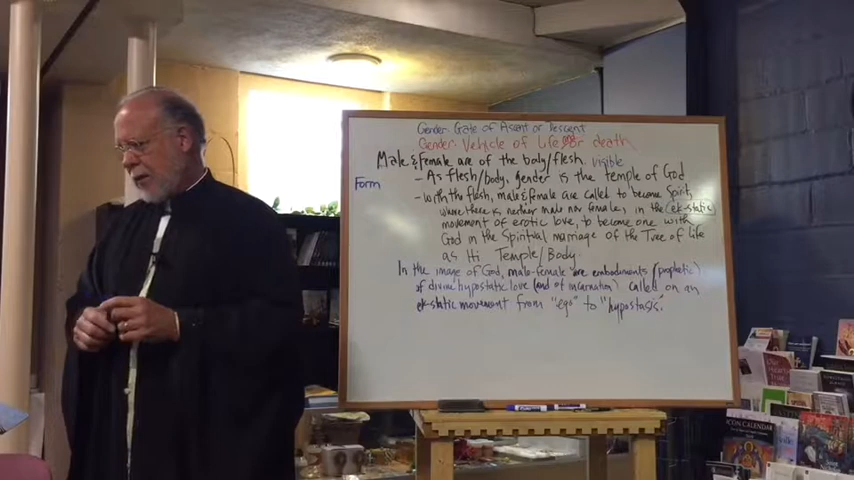 Gender: Gate of Ascent or Descent
Gender: Vehicle of Life or death
Male & female are of the body/flesh. visible
Form
- As flesh/body, gender is the temple of God
- With the flesh, male & female are called to become Spirit,
where there is neither male nor female, in the ek-static
movement of erotic love, to become one with
God in the Spiritual marriage of the Tree of Life
as Hi Temple/Body.
In the image of God, male-female are embodiments (prophetic)
of divine hypostatic love (and of incarnation) called on an
ek-static movement from "ego" to "hypostasis".
ICON CALENDAR